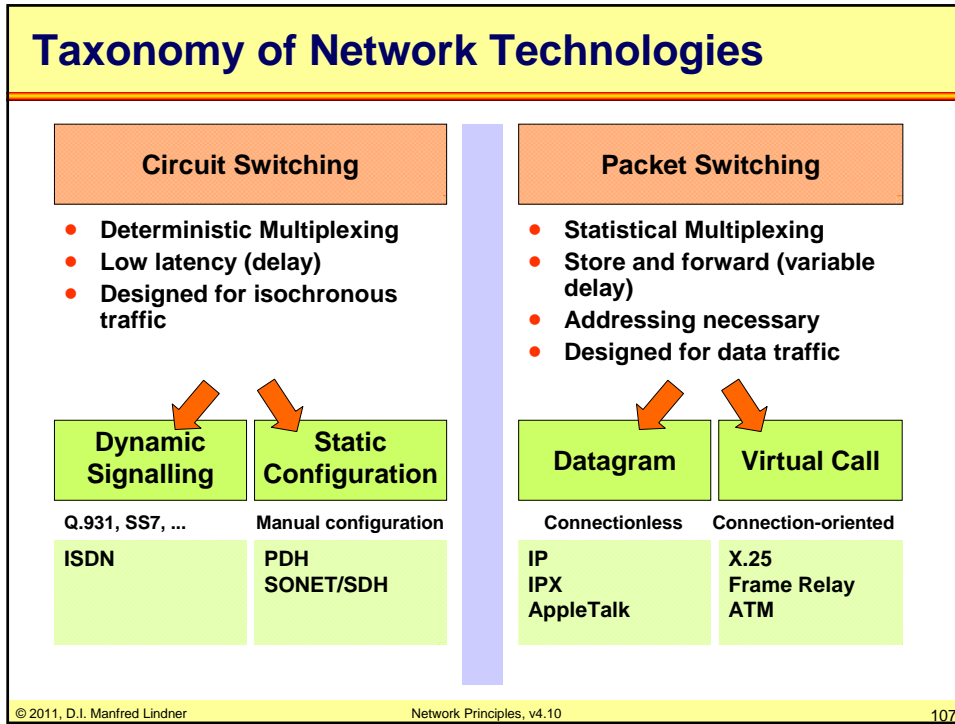 Taxonomy of Network Technologies
Circuit Switching
• Deterministic Multiplexing
• Low latency (delay)
• Designed for isochronous
traffic
Dynamic
Signalling
Static
Configuration
Q.931, SS7, ...
Manual configuration
ISDN
PDH
SONET/SDH
Packet Switching
• Statistical Multiplexing
• Store and forward (variable
delay)
• Addressing necessary
• Designed for data traffic
Datagram
Virtual Call
Connectionless
Connection-oriented
IP
IPX
AppleTalk
X.25
Frame Relay
ATM
© 2011, D.I. Manfred Lindner
Network Principles, v4.10
107